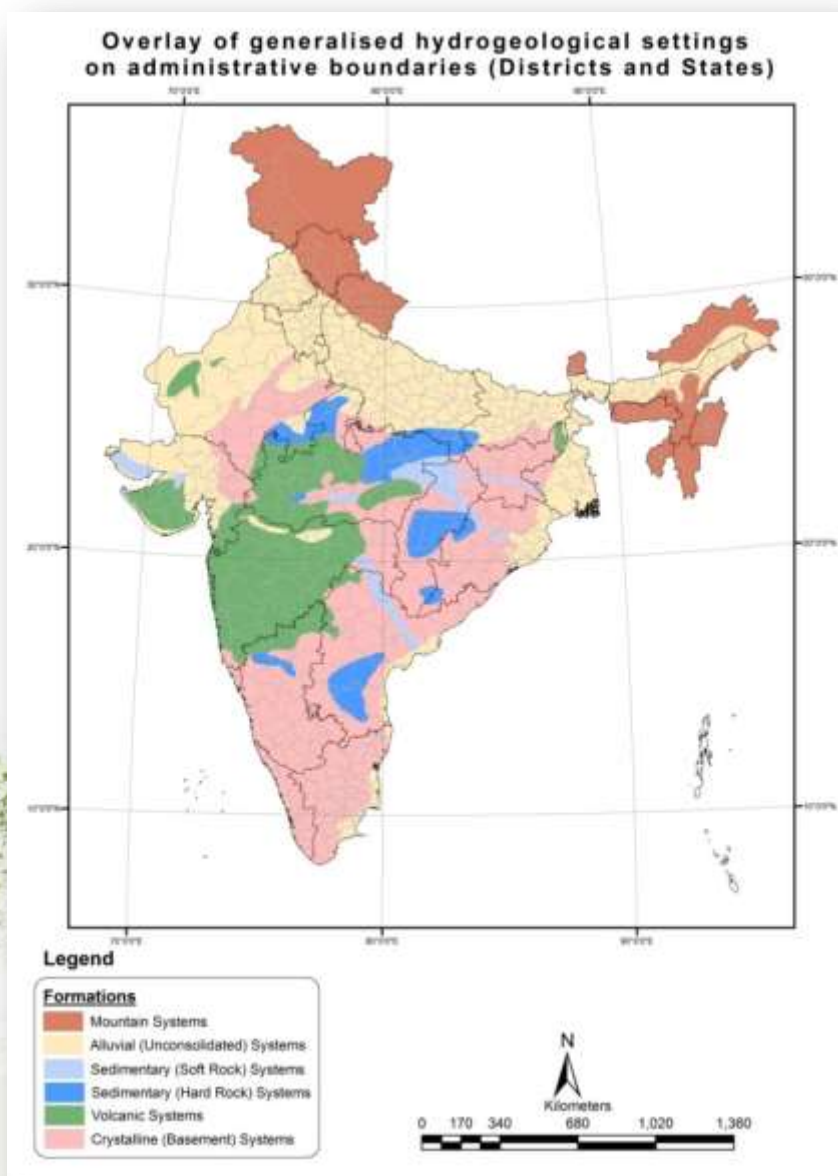 Overlay of generalised hydrogeological settings
on administrative boundaries (Districts and States)
Legend
Formations
Mountain Systems
Alluvial (Unconsolidated) Systems
Sedimentary (Soft Rock) Systems
Sedimentary (Hard Rock) Systems
Volcanic Systems
Crystalline (Basement) Systems
N
Kilometers
0 170 340 680 1,020 1,360